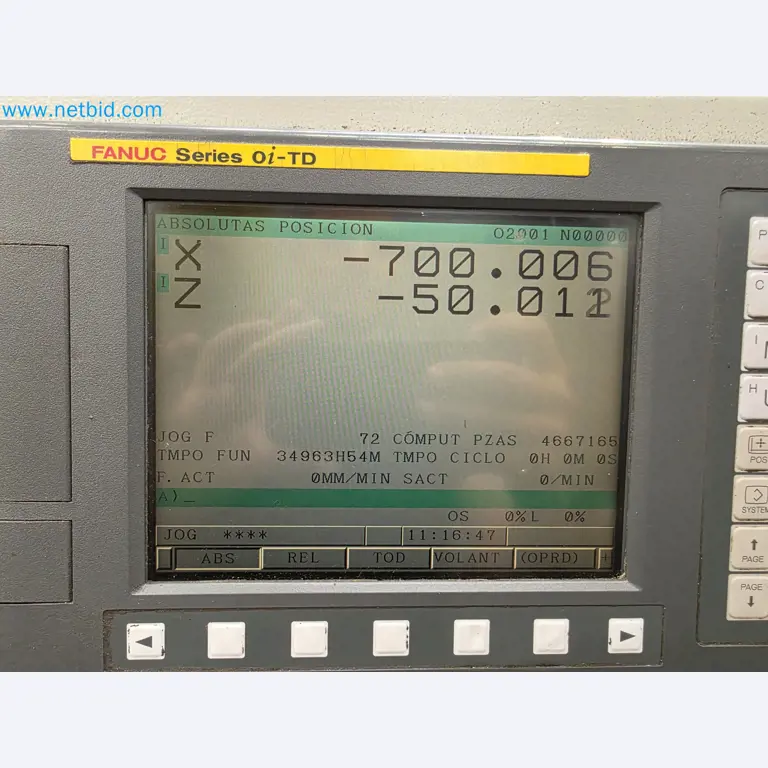 www.netbid.com
FANUC Series 0i-TD
ABSOLUTAS POSICION O2001 N00000
I X -700.006
I Z
JOG F 72 CÓMPUT PZAS 4667165
TMPO FUN 34963H54M TMPO CICLO 0H 0M 0S
F. ACT 0MM/MIN SACT 0/MIN
A)_
OS 0% L 0%
JOG **** 11:16:47
ABS REL TOD VOLANT (OPRD) +
P
C
I
H U
POS
SYSTEM
PAGE
PAGE